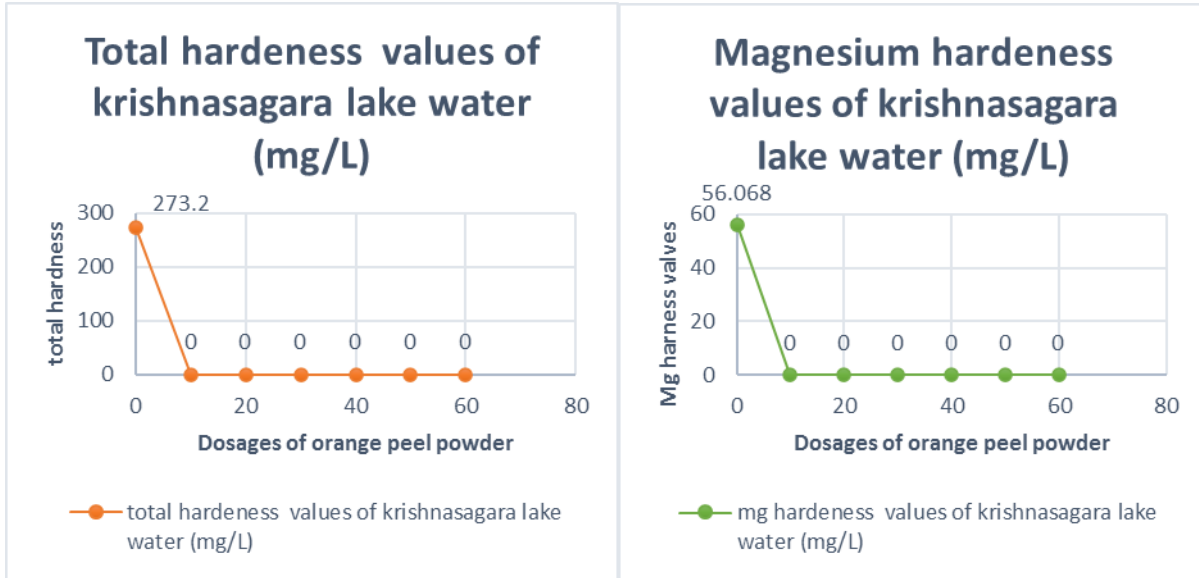 Total hardeness values of
krishnasagara lake water
(mg/L)
273.2
300
200
100
0
0 0 0 0 0 0
0 20 40 60 80
total hardness
Dosages of orange peel powder
total hardeness values of krishnasagara lake
water (mg/L)
Magnesium hardeness
values of krishnasagara
lake water (mg/L)
56.068
60
40
20
0
0 0 0 0 0 0
0 20 40 60 80
Mg harness valves
Dosages of orange peel powder
mg hardeness values of krishnasagara lake
water (mg/L)